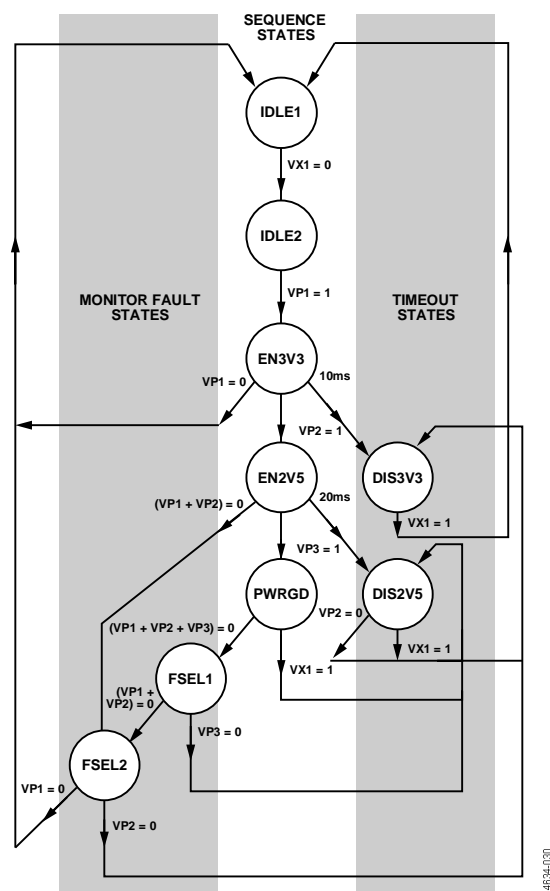 SEQUENCE
STATES
IDLE1
VX1 = 0
IDLE2
MONITOR FAULT
STATES
VP1 = 1
TIMEOUT
STATES
EN3V3
10ms
VP1 = 0
VP2 = 1
EN2V5
DIS3V3
20ms
(VP1 + VP2) = 0
VX1 = 1
VP3 = 1
PWRGD
DIS2V5
VP2 = 0
(VP1 + VP2 + VP3) = 0
VX1 = 1
VX1 = 1
FSEL1
(VP1 +
VP2) = 0
VP3 = 0
FSEL2
VP1 = 0
VP2 = 0
4634-030